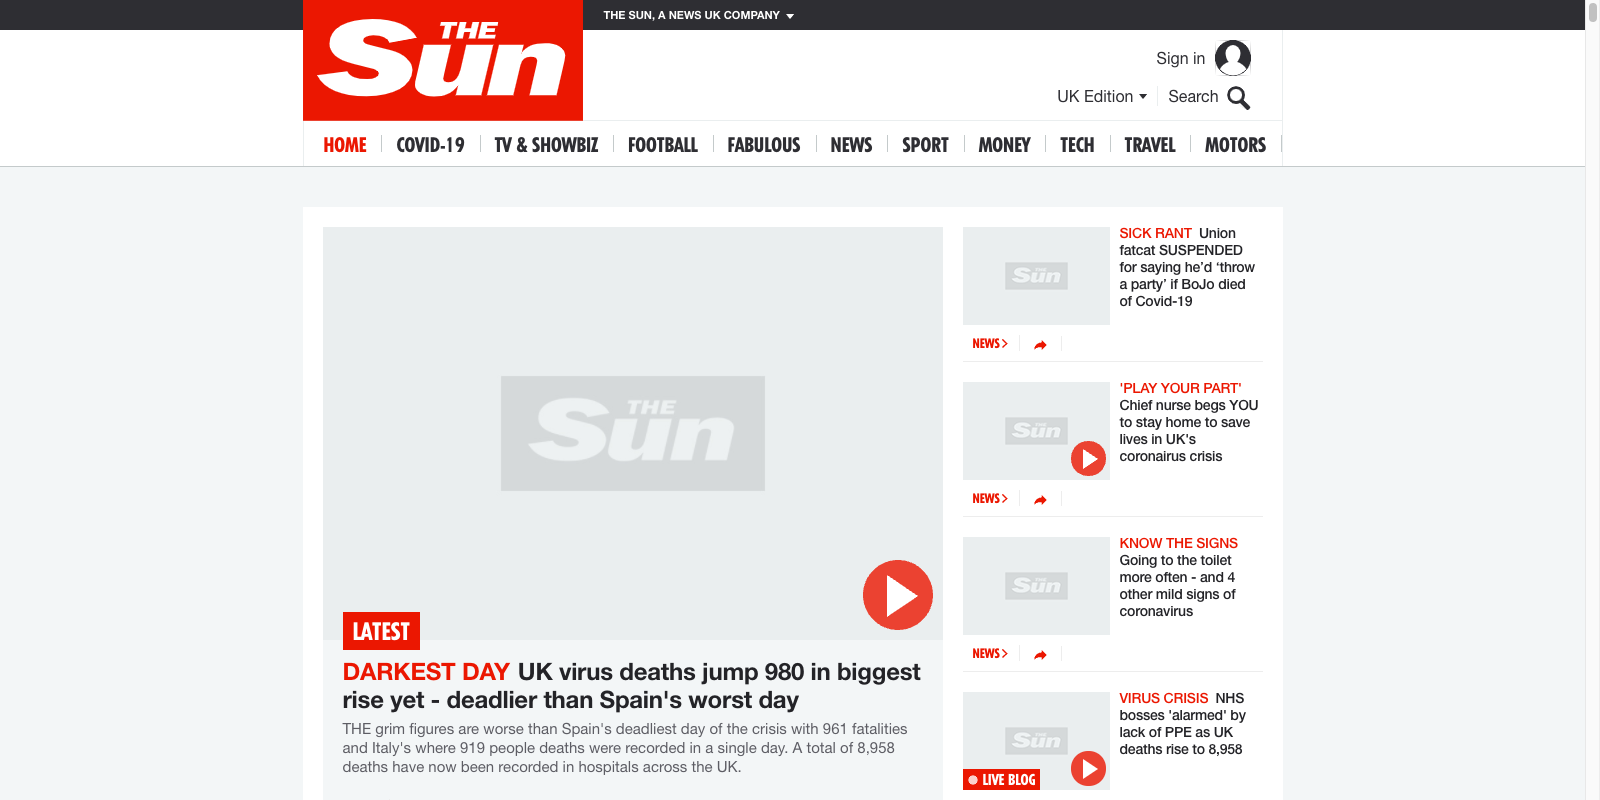 THE SUN, A NEWS UK COMPANY
THE
Sun
Sign in
UK Edition
Search
HOME
COVID-19
TV & SHOWBIZ
FOOTBALL
FABULOUS
NEWS
SPORT
MONEY
TECH
TRAVEL
MOTORS
THE
Sun
LATEST
DARKEST DAY UK virus deaths jump 980 in biggest
rise yet - deadlier than Spain's worst day
THE grim figures are worse than Spain's deadliest day of the crisis with 961 fatalities
and Italy's where 919 people deaths were recorded in a single day. A total of 8,958
deaths have now been recorded in hospitals across the UK.
THE
Sun
SICK RANT Union
fatcat SUSPENDED
for saying he’d ‘throw
a party’ if BoJo died
of Covid-19
NEWS
THE
Sun
'PLAY YOUR PART'
Chief nurse begs YOU
to stay home to save
lives in UK's
coronairus crisis
NEWS
THE
Sun
KNOW THE SIGNS
Going to the toilet
more often - and 4
other mild signs of
coronavirus
NEWS
THE
Sun
VIRUS CRISIS NHS
bosses 'alarmed' by
lack of PPE as UK
deaths rise to 8,958
LIVE BLOG